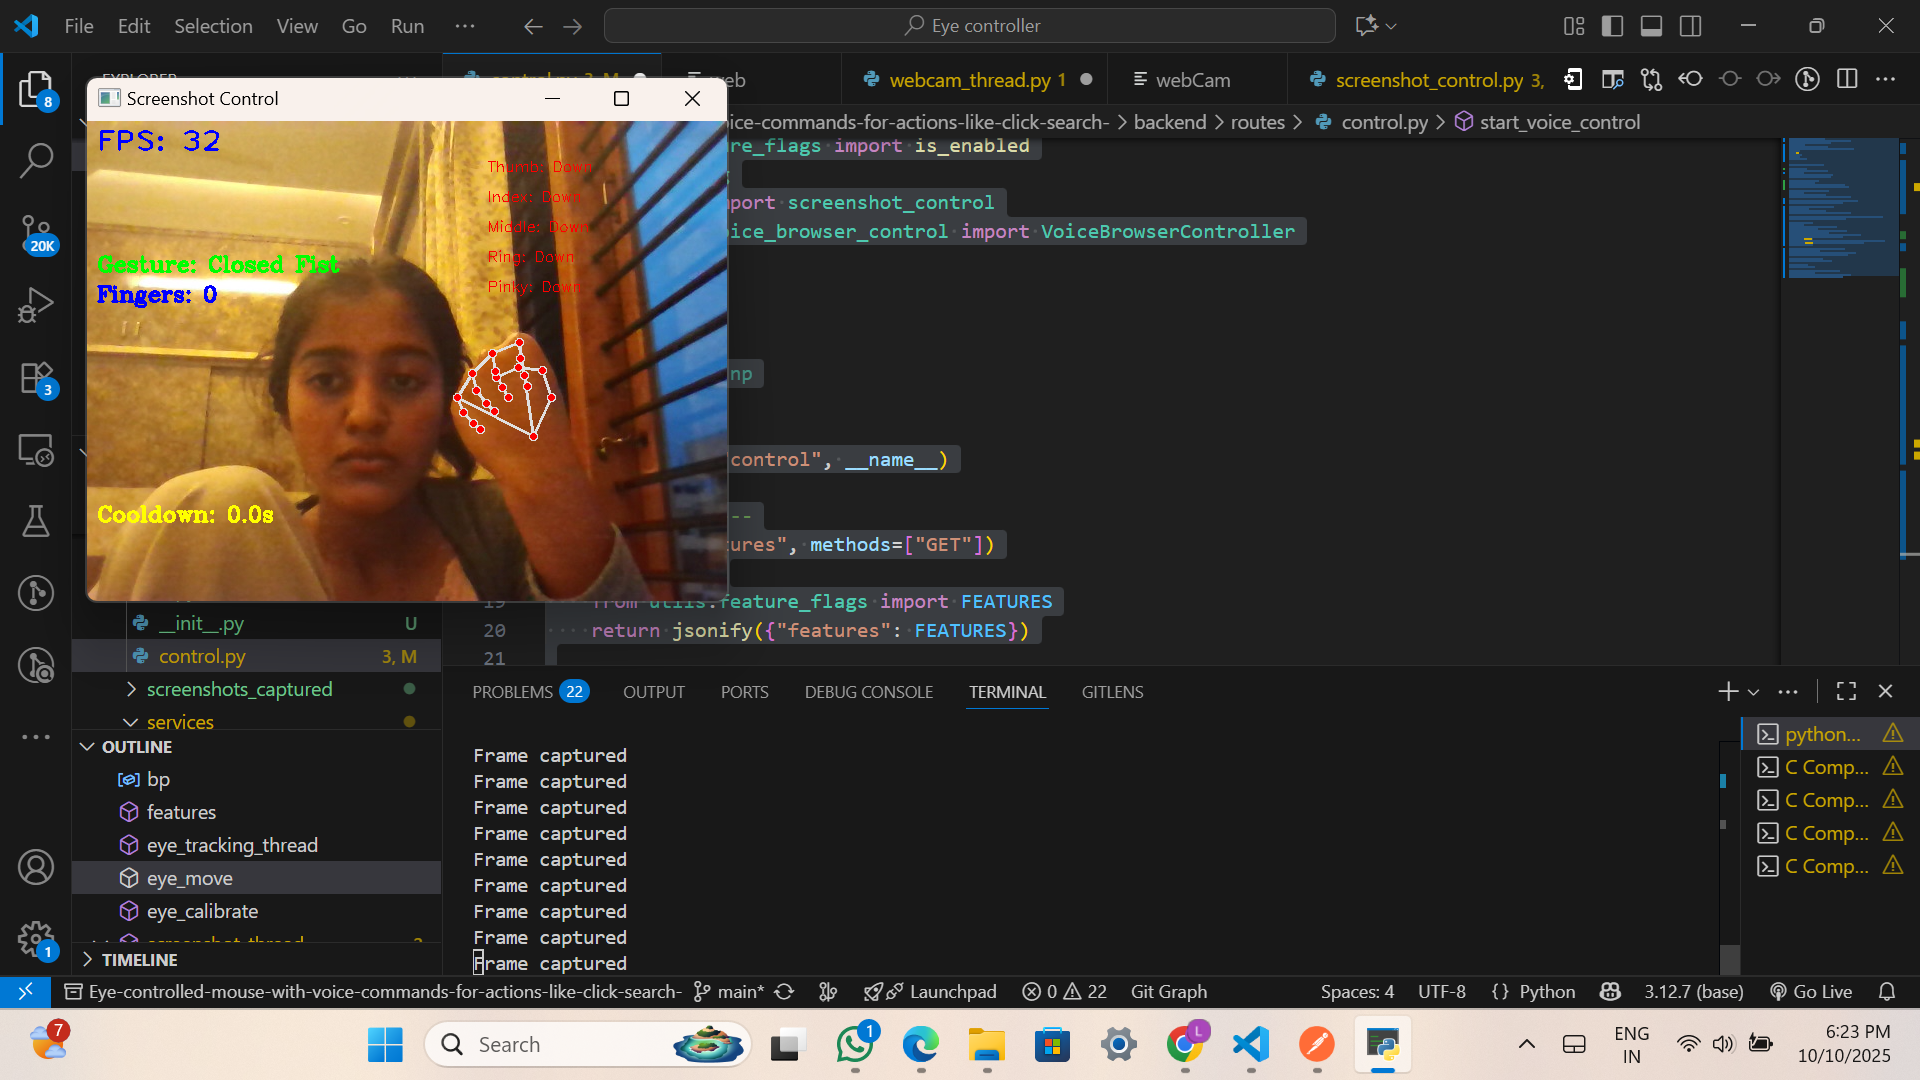 File Edit Selection View Go Run ...
Eye controller
EXPLORER
8
web
webcam_thread.py 1
webCam
screenshot_control.py 3,
Screenshot Control
FPS: 32
Thumb: Down
Index: Down
Middle: Down
Ring: Down
Pinky: Down
Gesture: Closed Fist
Fingers: 0
Cooldown: 0.0s
20K
3
1
oice-commands-for-actions-like-click-search- > backend > routes > control.py > start_voice_control
re_flags import is_enabled
port screenshot_control
ice_browser_control import VoiceBrowserController
np
control", __name__)
--
ures", methods=["GET"])
19 from utils.feature_flags import FEATURES
20 return jsonify({"features": FEATURES})
21
__init__.py U
control.py 3, M
screenshots_captured
services
OUTLINE
bp
features
eye_tracking_thread
eye_move
eye_calibrate
TIMELINE
PROBLEMS 22 OUTPUT PORTS DEBUG CONSOLE TERMINAL GITLENS
Frame captured
Frame captured
Frame captured
Frame captured
Frame captured
Frame captured
Frame captured
Frame captured
Frame captured
python...
C Comp...
C Comp...
C Comp...
C Comp...
Eye-controlled-mouse-with-voice-commands-for-actions-like-click-search- main* Launchpad 0 22 Git Graph
Spaces: 4 UTF-8 {} Python 3.12.7 (base) Go Live
7
Search
1
L
ENG
IN
6:23 PM
10/10/2025